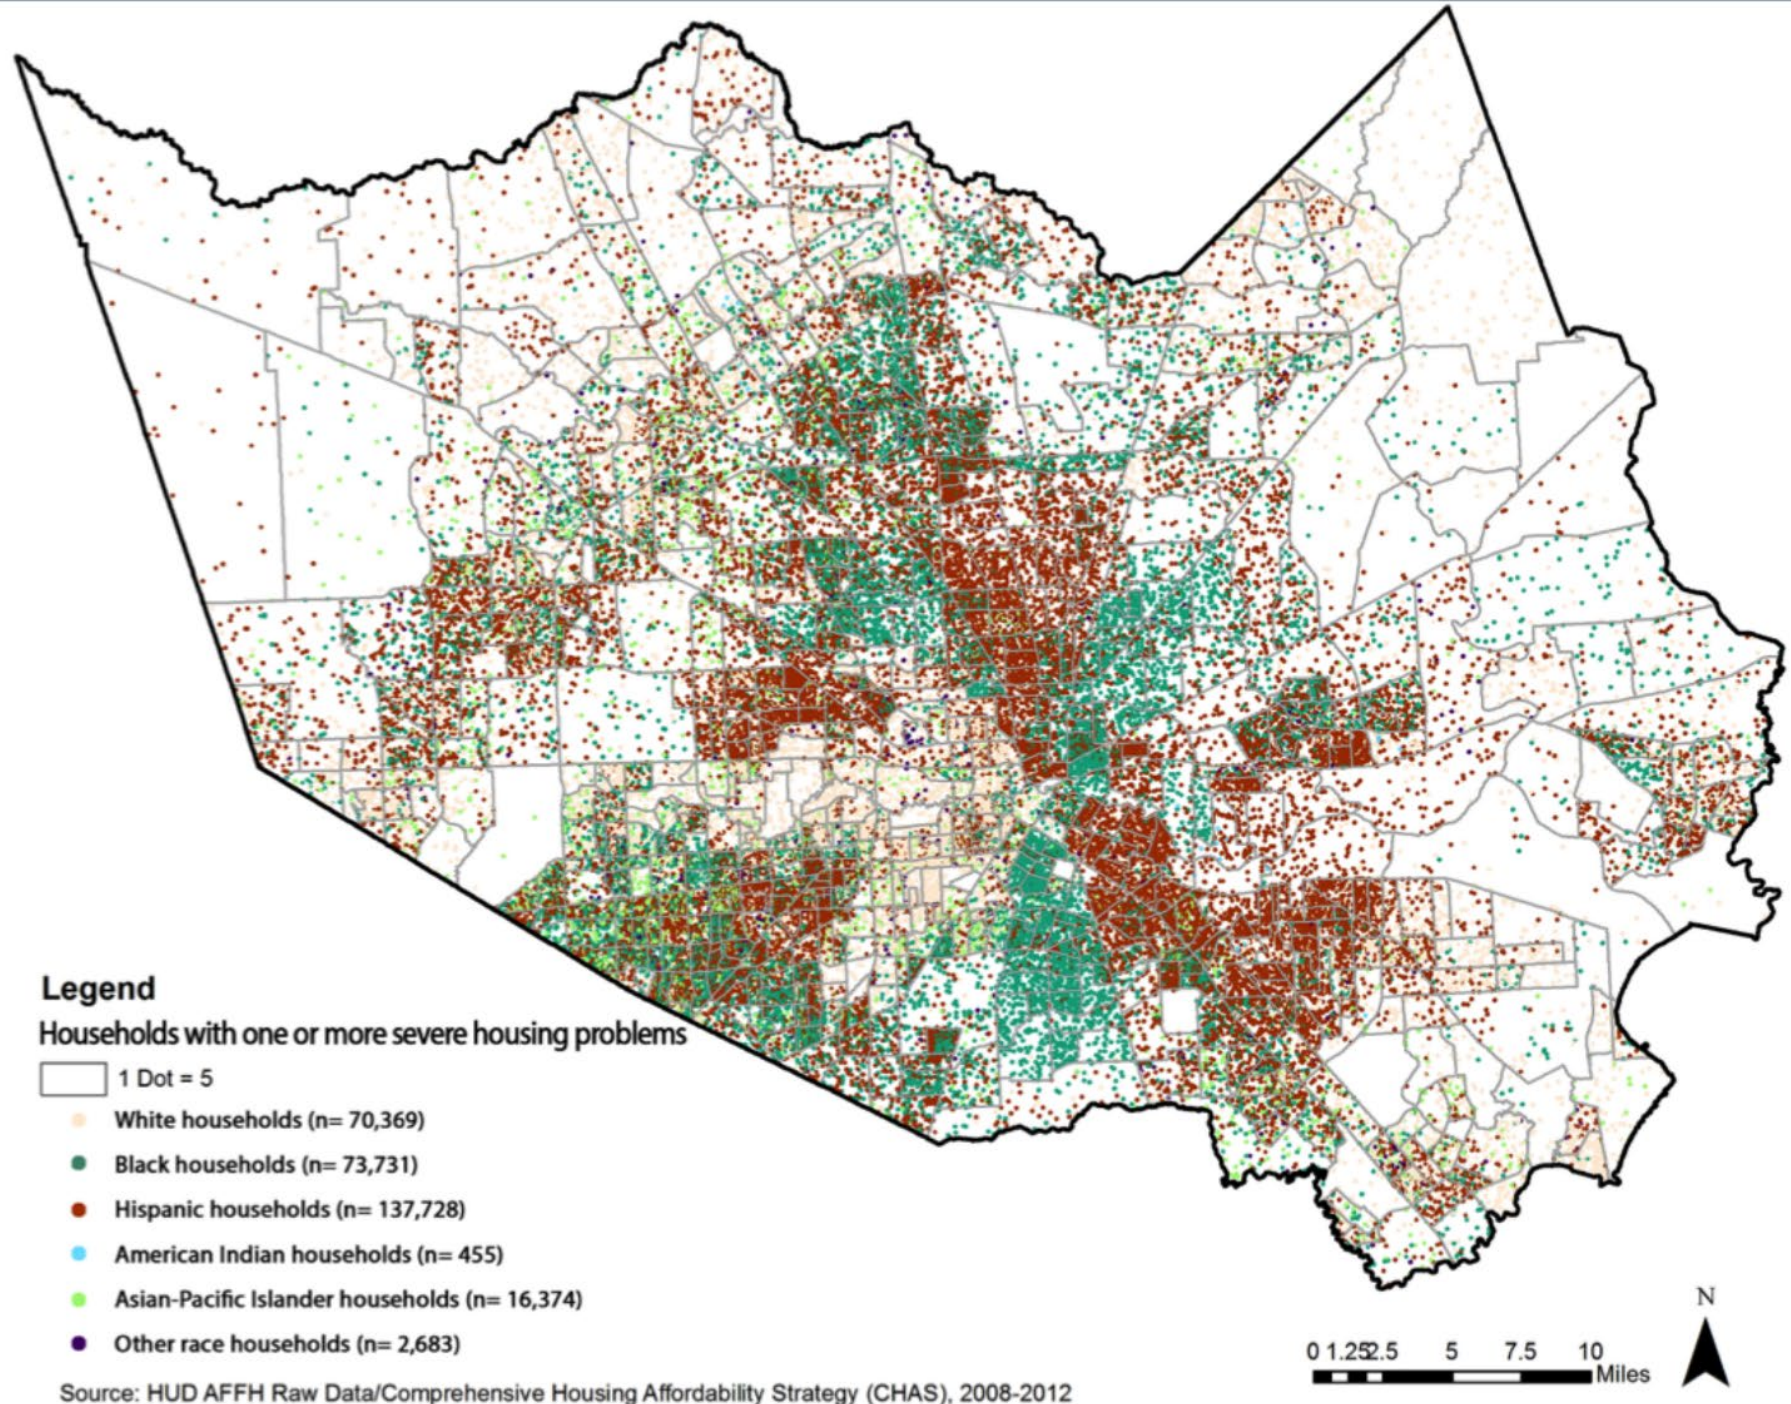 Legend
Households with one or more severe housing problems
1 Dot = 5
White households (n= 70,369)
Black households (n= 73,731)
Hispanic households (n= 137,728)
American Indian households (n= 455)
Asian-Pacific Islander households (n= 16,374)
Other race households (n= 2,683)
Source: HUD AFFH Raw Data/Comprehensive Housing Affordability Strategy (CHAS), 2008-2012
N
0 1.25 2.5 5 7.5 10
Miles